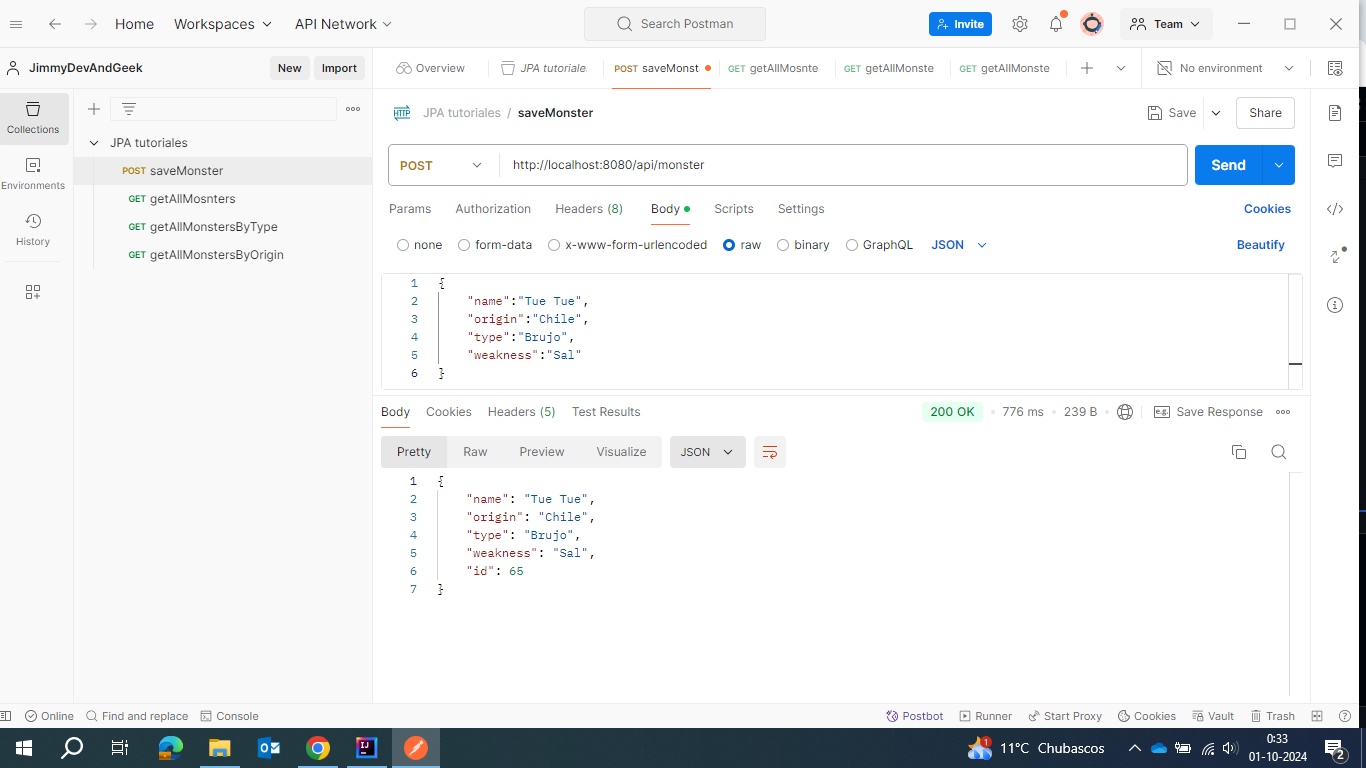 Home Workspaces API Network Search Postman Invite Team
JimmyDevAndGeek New Import Overview JPA tutoriale POST saveMonst GET getAllMosnte GET getAllMonste GET getAllMonste No environment
Collections
Environments
History
JPA tutoriales
POST saveMonster
GET getAllMosnters
GET getAllMonstersByType
GET getAllMonstersByOrigin
HTTP JPA tutoriales / saveMonster Save Share
POST http://localhost:8080/api/monster Send
Params Authorization Headers (8) Body Scripts Settings Cookies
none form-data x-www-form-urlencoded raw binary GraphQL JSON Beautify
1 {
2 "name":"Tue Tue",
3 "origin":"Chile",
4 "type":"Brujo",
5 "weakness":"Sal"
6 }
Body Cookies Headers (5) Test Results 200 OK 776 ms 239 B e.g. Save Response
Pretty Raw Preview Visualize JSON
1 {
2 "name": "Tue Tue",
3 "origin": "Chile",
4 "type": "Brujo",
5 "weakness": "Sal",
6 "id": 65
7 }
Online Find and replace Console Postbot Runner Start Proxy Cookies Vault Trash
1 11°C Chubascos 0:33
01-10-2024 2